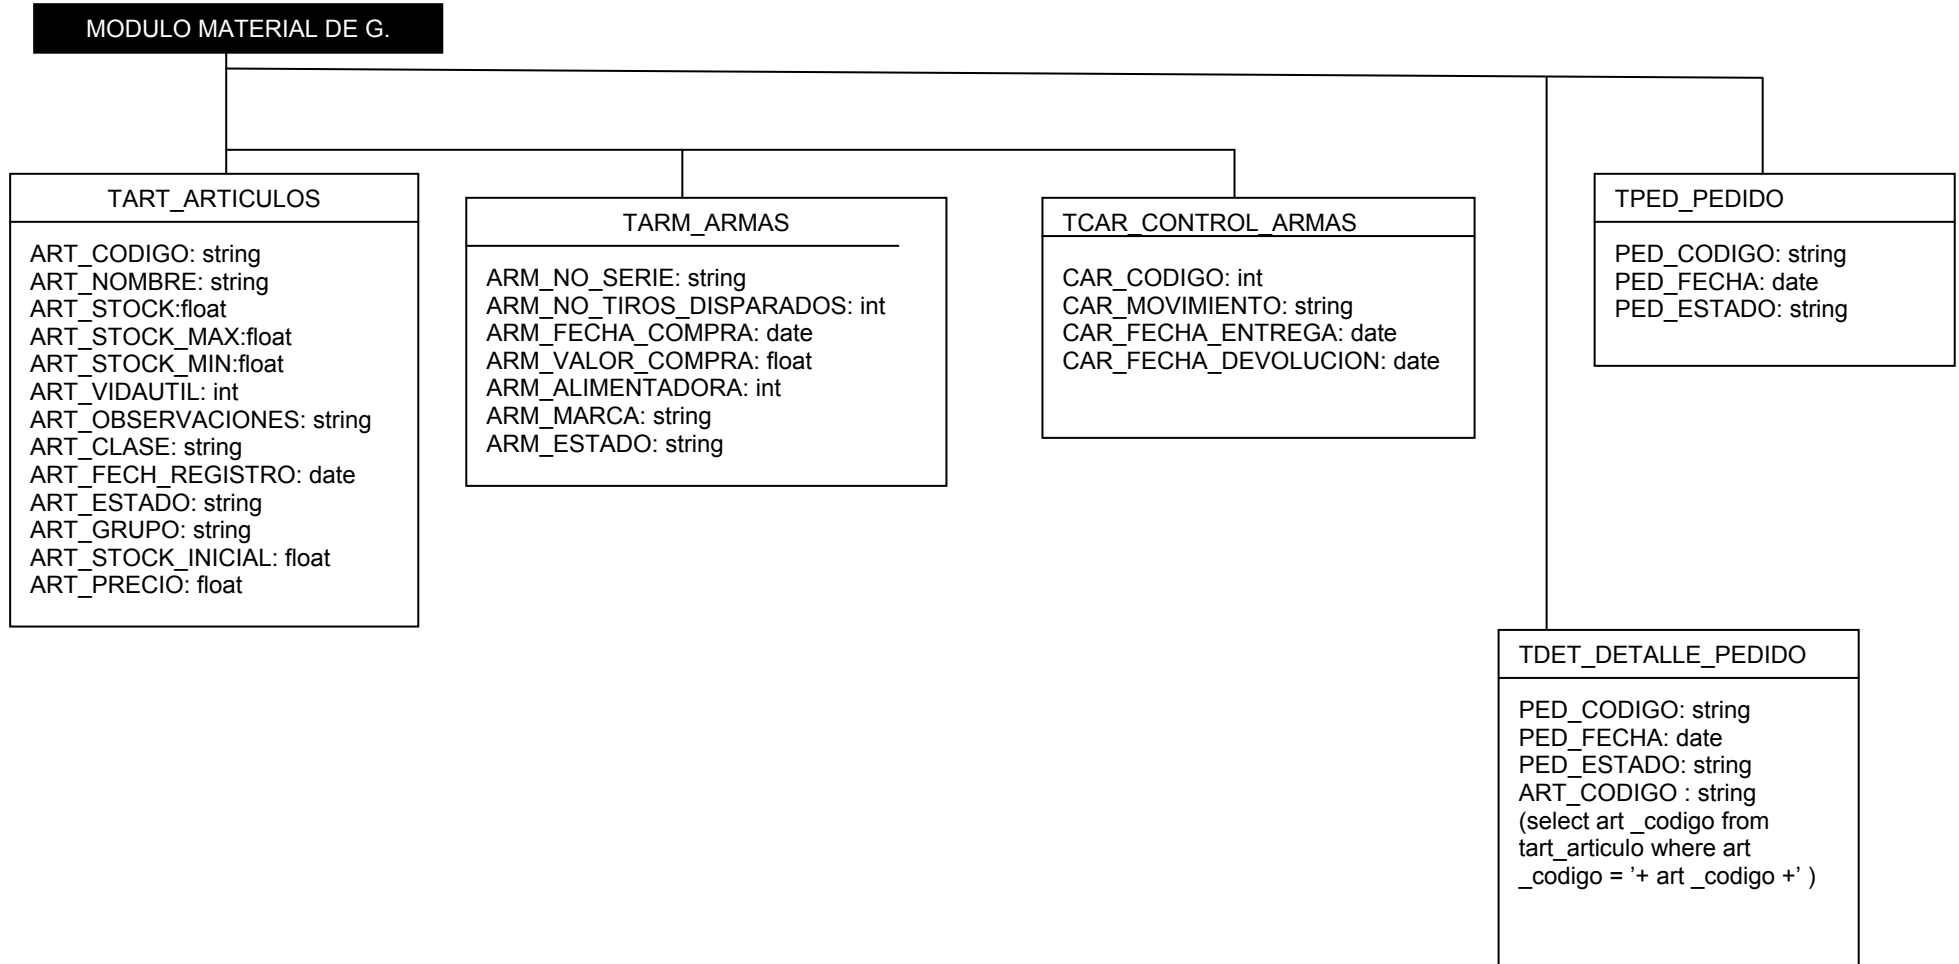 MODULO MATERIAL DE G.
TART_ARTICULOS
ART_CODIGO: string
ART_NOMBRE: string
ART_STOCK:float
ART_STOCK_MAX:float
ART_STOCK_MIN:float
ART_VIDAUTIL: int
ART_OBSERVACIONES: string
ART_CLASE: string
ART_FECH_REGISTRO: date
ART_ESTADO: string
ART_GRUPO: string
ART_STOCK_INICIAL: float
ART_PRECIO: float
TARM_ARMAS
ARM_NO_SERIE: string
ARM_NO_TIROS_DISPARADOS: int
ARM_FECHA_COMPRA: date
ARM_VALOR_COMPRA: float
ARM_ALIMENTADORA: int
ARM_MARCA: string
ARM_ESTADO: string
TCAR_CONTROL_ARMAS
CAR_CODIGO: int
CAR_MOVIMIENTO: string
CAR_FECHA_ENTREGA: date
CAR_FECHA_DEVOLUCION: date
TPED_PEDIDO
PED_CODIGO: string
PED_FECHA: date
PED_ESTADO: string
TDET_DETALLE_PEDIDO
PED_CODIGO: string
PED_FECHA: date
PED_ESTADO: string
ART_CODIGO : string
(select art _codigo from
tart_articulo where art
_codigo = '+ art _codigo +' )